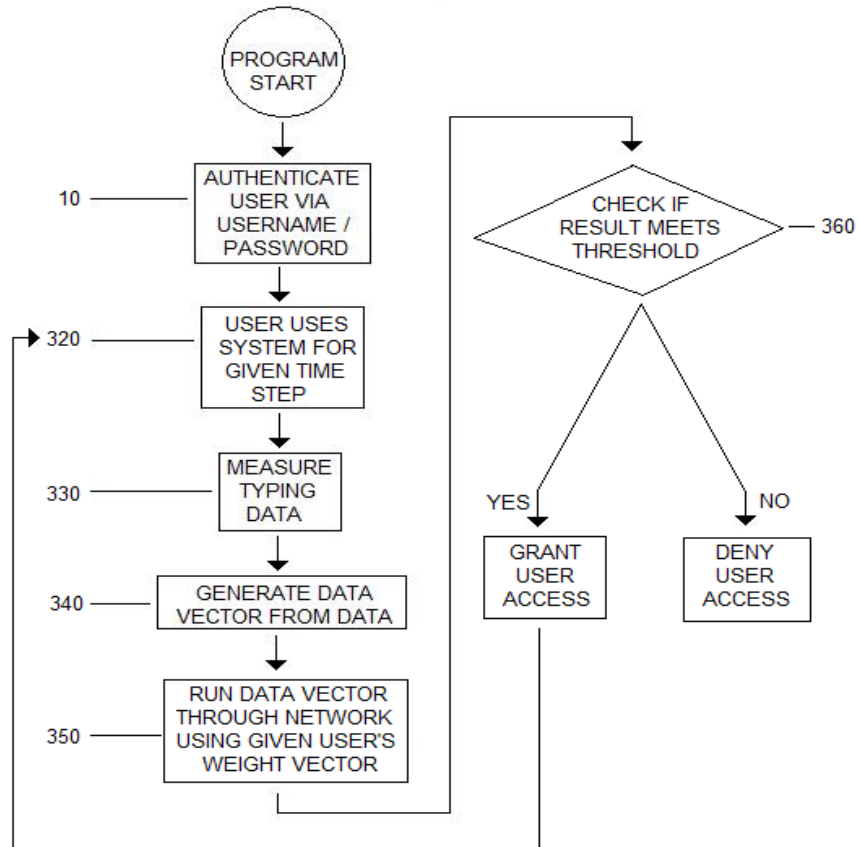 PROGRAM
START
10
AUTHENTICATE
USER VIA
USERNAME /
PASSWORD
320
USER USES
SYSTEM FOR
GIVEN TIME
STEP
330
MEASURE
TYPING
DATA
340
GENERATE DATA
VECTOR FROM DATA
350
RUN DATA VECTOR
THROUGH NETWORK
USING GIVEN USER'S
WEIGHT VECTOR
CHECK IF
RESULT MEETS
THRESHOLD
360
YES
NO
GRANT
USER
ACCESS
DENY
USER
ACCESS